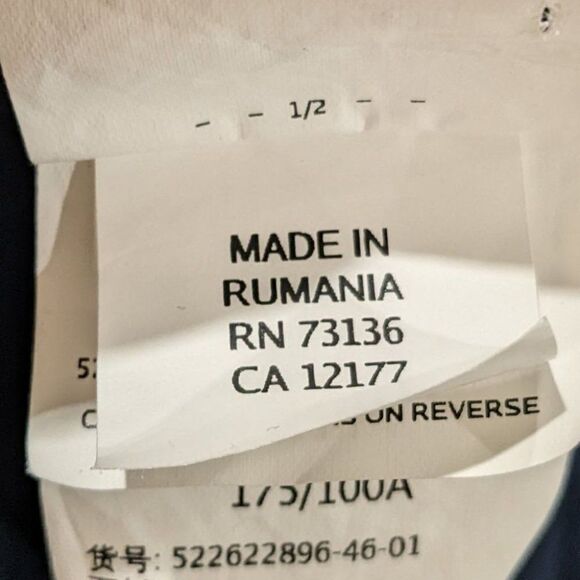 - - 1/2 - -
MADE IN
RUMANIA
RN 73136
CA 12177
ON REVERSE
175/100A
货号: 522622896-46-01